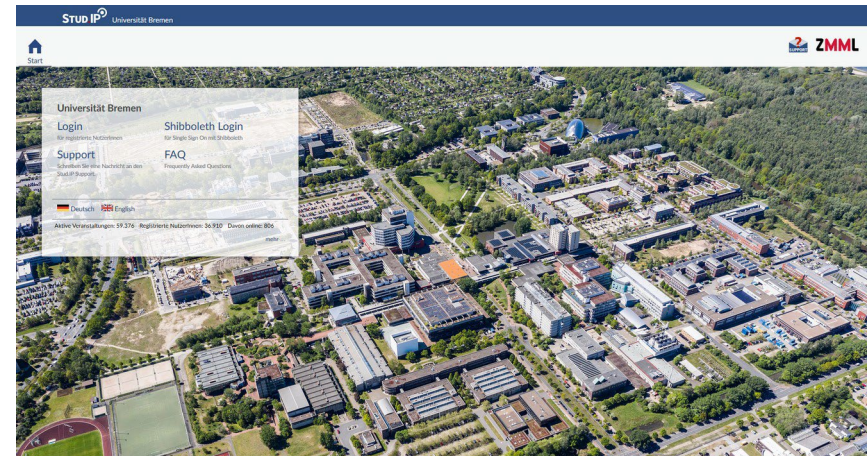 STUD IP Universität Bremen
Start
SUPPORT
ZMML
Universität Bremen
Login
für registrierte NutzerInnen
Shibboleth Login
für Single Sign On mit Shibboleth
Support
Schreiben Sie eine Nachricht an den
Stud.IP Support.
FAQ
Frequently Asked Questions
Deutsch English
Aktive Veranstaltungen: 59.376 Registrierte NutzerInnen: 36.910 Davon online: 806
mehr